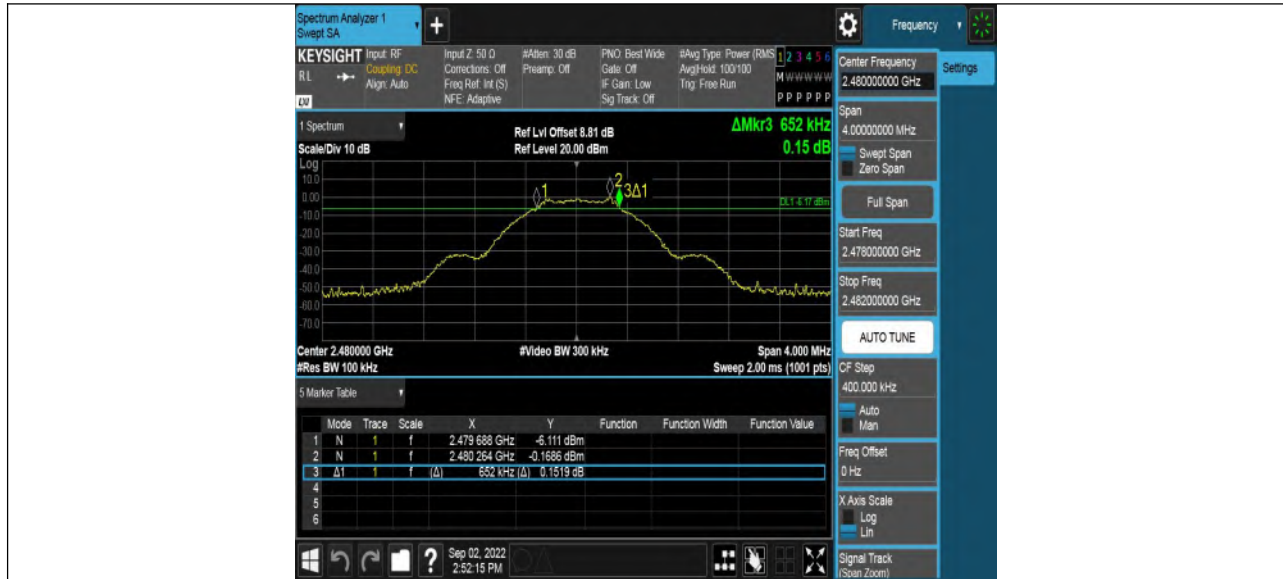 Spectrum Analyzer 1
Swept SA
+
Frequency
KEYSIGHT Input: RF
R L
Coupling: DC
Align: Auto
LXI
Input Z: 50 Ω
Corrections: Off
Freq Ref: Int (S)
NFE: Adaptive
#Atten: 30 dB
Preamp: Off
PNO: Best Wide
Gate: Off
IF Gain: Low
Sig Track: Off
#Avg Type: Power (RMS
Avg|Hold: 100/100
Trig: Free Run
1 2 3 4 5 6
M W W W W W
P P P P P P
1 Spectrum
Scale/Div 10 dB
Ref Lvl Offset 8.81 dB
Ref Level 20.00 dBm
ΔMkr3 652 kHz
0.15 dB
Log
10.0
0.00
-10.0
-20.0
-30.0
-40.0
-50.0
-60.0
-70.0
1
2
3Δ1
DL1 -6.17 dBm
Center 2.480000 GHz
#Res BW 100 kHz
#Video BW 300 kHz
Span 4.000 MHz
Sweep 2.00 ms (1001 pts)
5 Marker Table
Mode Trace Scale X Y Function Function Width Function Value
1 N 1 f 2.479 688 GHz -6.111 dBm
2 N 1 f 2.480 264 GHz -0.1686 dBm
3 Δ1 1 f (Δ) 652 kHz (Δ) 0.1519 dB
4
5
6
Sep 02, 2022
2:52:15 PM
?
Center Frequency
2.480000000 GHz
Settings
Span
4.00000000 MHz
Swept Span
Zero Span
Full Span
Start Freq
2.478000000 GHz
Stop Freq
2.482000000 GHz
AUTO TUNE
CF Step
400.000 kHz
Auto
Man
Freq Offset
0 Hz
X Axis Scale
Log
Lin
Signal Track
(Span Zoom)